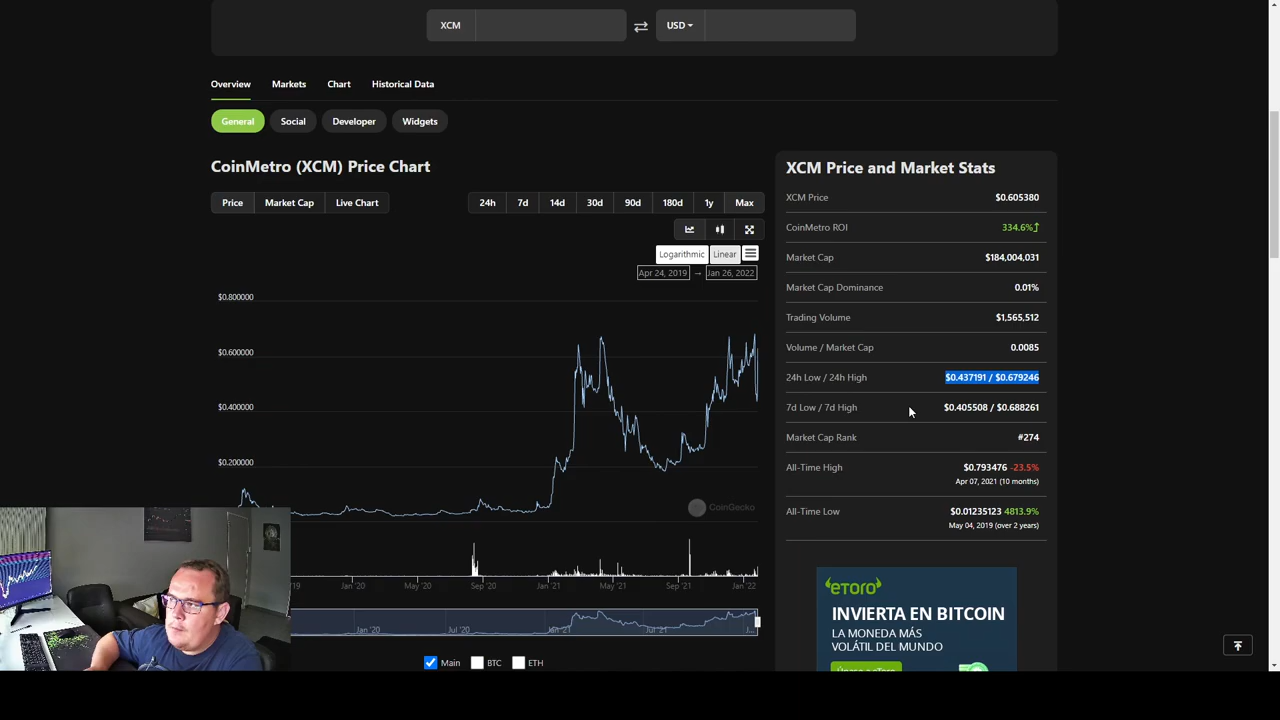 XCM
USD
Overview
Markets
Chart
Historical Data
General
Social
Developer
Widgets
CoinMetro (XCM) Price Chart
Price
Market Cap
Live Chart
24h
7d
14d
30d
90d
180d
1y
Max
Logarithmic
Linear
Apr 24, 2019 → Jan 26, 2022
$0.800000
$0.600000
$0.400000
$0.200000
CoinGecko
2019
Jan '20
May '20
Sep '20
Jan '21
May '21
Sep '21
Jan '22
Jan '20
Jul '20
Jan '21
Jul '21
Main
BTC
ETH
XCM Price and Market Stats
XCM Price $0.605380
CoinMetro ROI 334.6%
Market Cap $184,004,031
Market Cap Dominance 0.01%
Trading Volume $1,565,512
Volume / Market Cap 0.0085
24h Low / 24h High $0.437191 / $0.679246
7d Low / 7d High $0.405508 / $0.688261
Market Cap Rank #274
All-Time High $0.793476 -23.5%
Apr 07, 2021 (10 months)
All-Time Low $0.01235123 4813.9%
May 04, 2019 (over 2 years)
eToro
INVIERTA EN BITCOIN
LA MONEDA MÁS
VOLÁTIL DEL MUNDO